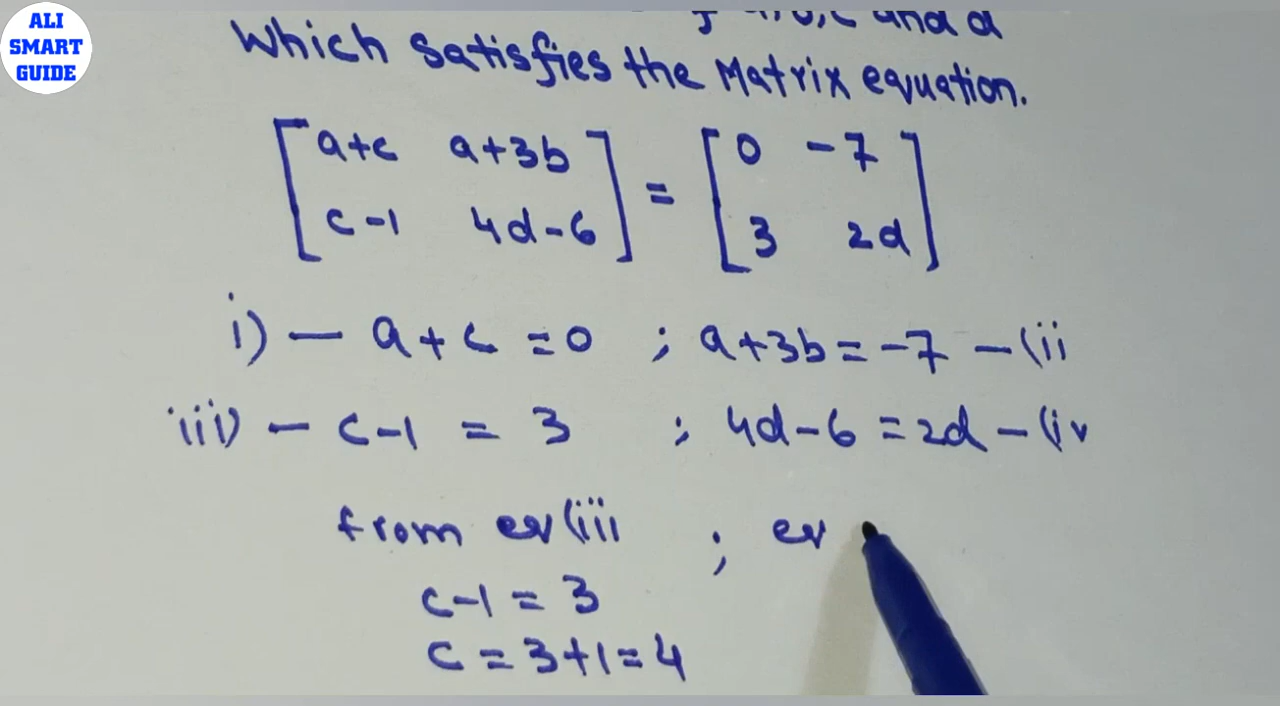 ALI
SMART
GUIDE
and d
Which satisfies the Matrix equation.
a+c a+3b = 0 -7
c-1 4d-6 3 2d
i) — a+c = 0 ; a+3b = -7 — (ii
iii) — c-1 = 3 ; 4d-6 = 2d — (iv
from eq (iii ; eq
c-1 = 3
c = 3+1 = 4